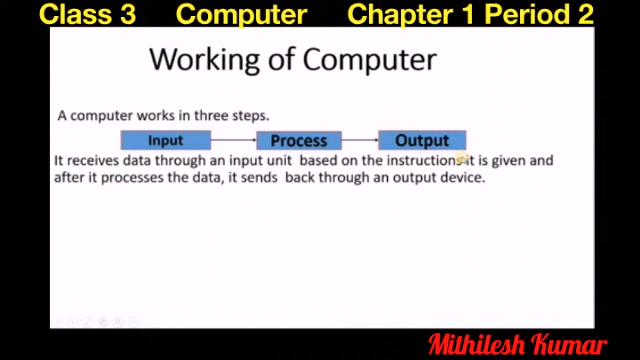 Class 3 Computer Chapter 1 Period 2
Working of Computer
A computer works in three steps.
Input Process Output
It receives data through an input unit based on the instructions it is given and
after it processes the data, it sends back through an output device.
Mithilesh Kumar